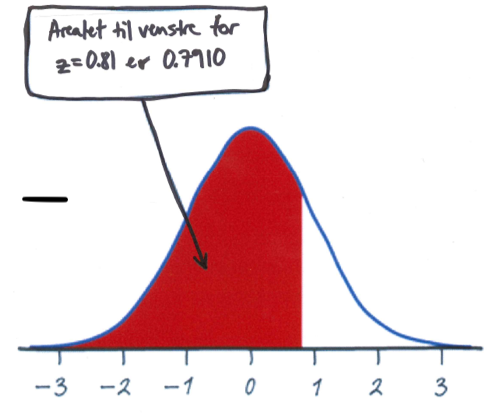 Arealet til venstre for
z=0.81 er 0.7910
-3 -2 -1 0 1 2 3